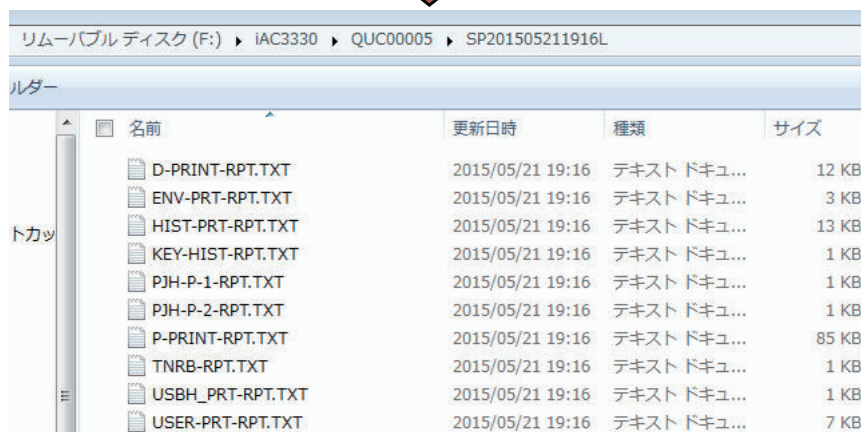 リムーバブル ディスク (F:) ▸ iAC3330 ▸ QUC00005 ▸ SP201505211916L
ルダー
名前 更新日時 種類 サイズ
D-PRINT-RPT.TXT 2015/05/21 19:16 テキスト ドキュ... 12 KB
ENV-PRT-RPT.TXT 2015/05/21 19:16 テキスト ドキュ... 3 KB
トカッ
HIST-PRT-RPT.TXT 2015/05/21 19:16 テキスト ドキュ... 13 KB
KEY-HIST-RPT.TXT 2015/05/21 19:16 テキスト ドキュ... 1 KB
PJH-P-1-RPT.TXT 2015/05/21 19:16 テキスト ドキュ... 1 KB
PJH-P-2-RPT.TXT 2015/05/21 19:16 テキスト ドキュ... 1 KB
P-PRINT-RPT.TXT 2015/05/21 19:16 テキスト ドキュ... 85 KB
TNRB-RPT.TXT 2015/05/21 19:16 テキスト ドキュ... 1 KB
USBH_PRT-RPT.TXT 2015/05/21 19:16 テキスト ドキュ... 1 KB
USER-PRT-RPT.TXT 2015/05/21 19:16 テキスト ドキュ... 7 KB